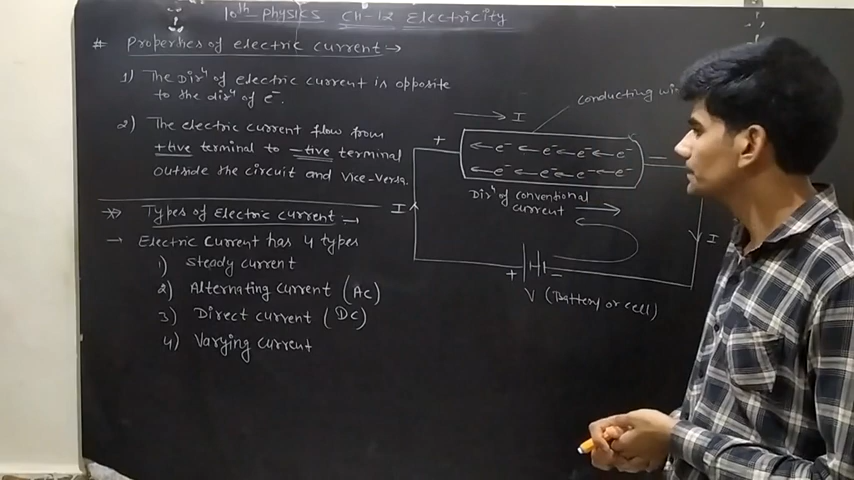 10th Physics CH-12 Electricity
# Properties of electric current →
1) The Dirⁿ of electric current is opposite
to the dirⁿ of e⁻.
2) The electric current flow from
+tive terminal to -tive terminal
outside the circuit and Vice-Versa.
Types of Electric current →
→ Electric current has 4 types
1) Steady current
2) Alternating current (AC)
3) Direct current (DC)
4) Varying current
→ I
conducting
+ ← e⁻ ← e⁻ ← e⁻ ← e⁻ —
← e⁻ ← e⁻ ← e⁻ ← e⁻
Dirⁿ of conventional
current
I
I
+ −
V (Battery or cell)